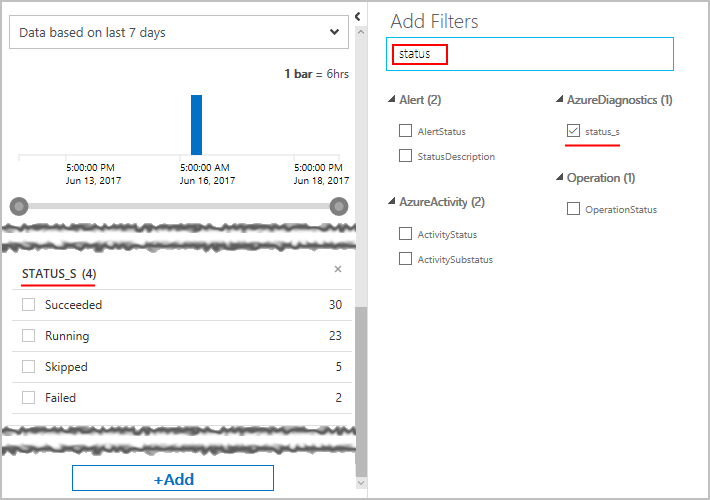 Data based on last 7 days
1 bar = 6hrs
5:00:00 PM
Jun 13, 2017
5:00:00 AM
Jun 16, 2017
5:00:00 PM
Jun 18, 2017
STATUS_S (4)
Succeeded 30
Running 23
Skipped 5
Failed 2
+Add
Add Filters
status
Alert (2)
AlertStatus
StatusDescription
AzureActivity (2)
ActivityStatus
ActivitySubstatus
AzureDiagnostics (1)
status_s
Operation (1)
OperationStatus